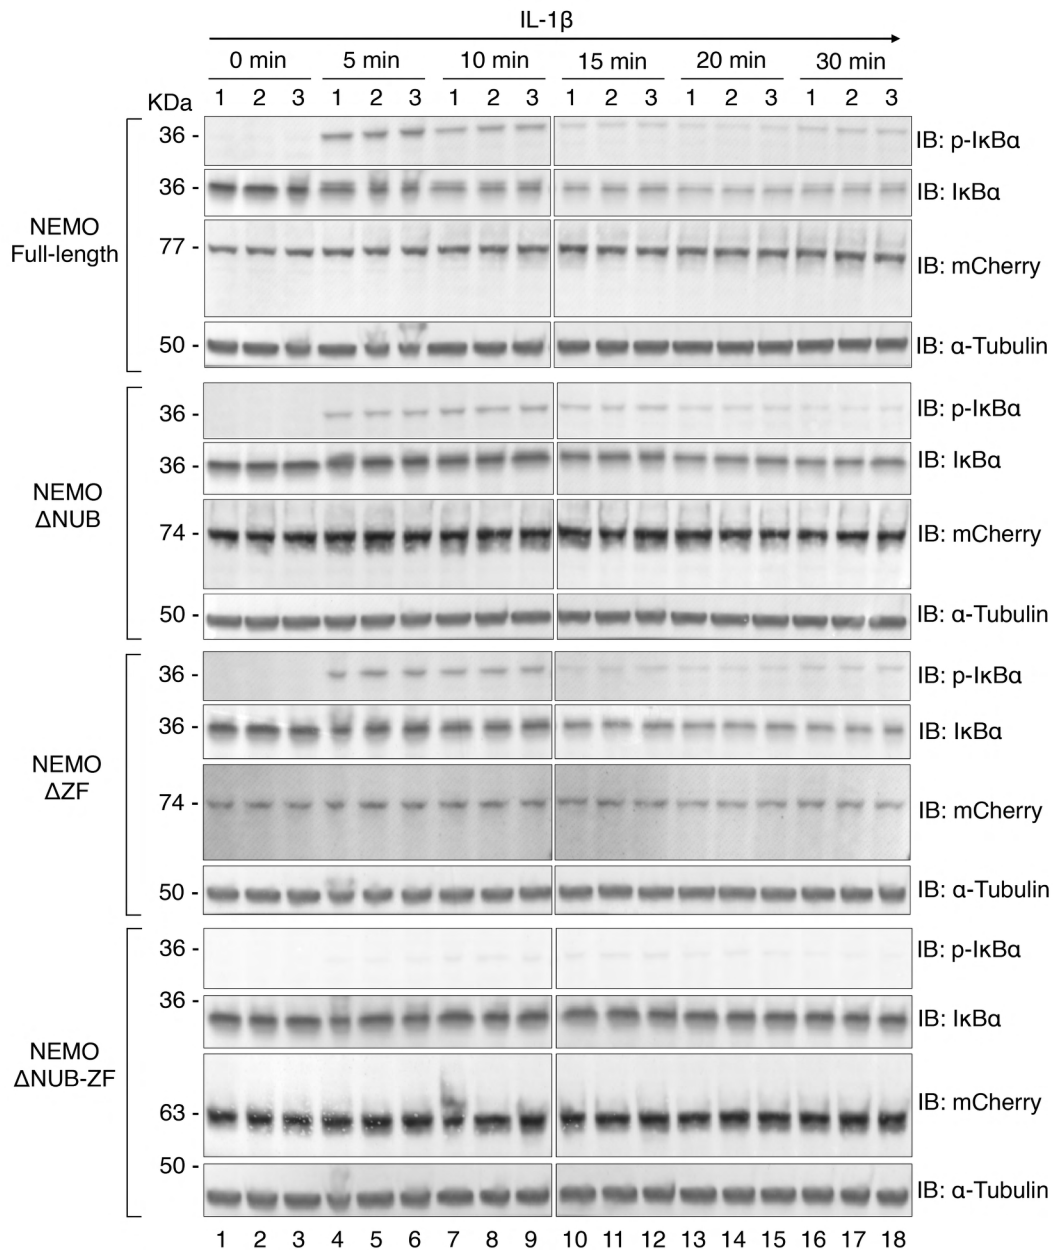 IL-1β
0 min 5 min 10 min 15 min 20 min 30 min
KDa 1 2 3 1 2 3 1 2 3 1 2 3 1 2 3 1 2 3
NEMO
Full-length
36 - IB: p-IκBα
36 - IB: IκBα
77 - IB: mCherry
50 - IB: α-Tubulin
NEMO
ΔNUB
36 - IB: p-IκBα
36 - IB: IκBα
74 - IB: mCherry
50 - IB: α-Tubulin
NEMO
ΔZF
36 - IB: p-IκBα
36 - IB: IκBα
74 - IB: mCherry
50 - IB: α-Tubulin
NEMO
ΔNUB-ZF
36 - IB: p-IκBα
36 - IB: IκBα
63 - IB: mCherry
50 - IB: α-Tubulin
1 2 3 4 5 6 7 8 9 10 11 12 13 14 15 16 17 18